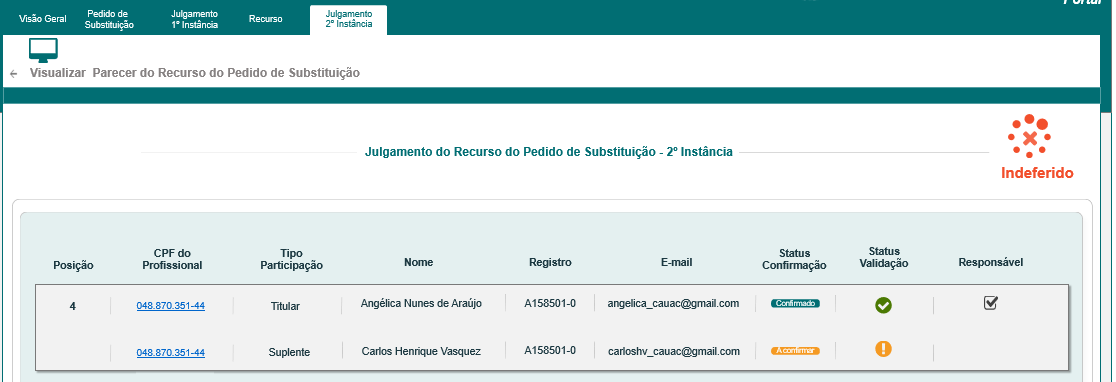 Portal
Visão Geral
Pedido de
Substituição
Julgamento
1º Instância
Recurso
Julgamento
2º Instância
← Visualizar Parecer do Recurso do Pedido de Substituição
Julgamento do Recurso do Pedido de Substituição - 2º Instância
Indeferido
Posição
CPF do
Profissional
Tipo
Participação
Nome
Registro
E-mail
Status
Confirmação
Status
Validação
Responsável
4 048.870.351-44 Titular Angélica Nunes de Araújo A158501-0 angelica_cauac@gmail.com Confirmado
048.870.351-44 Suplente Carlos Henrique Vasquez A158501-0 carloshv_cauac@gmail.com A confirmar